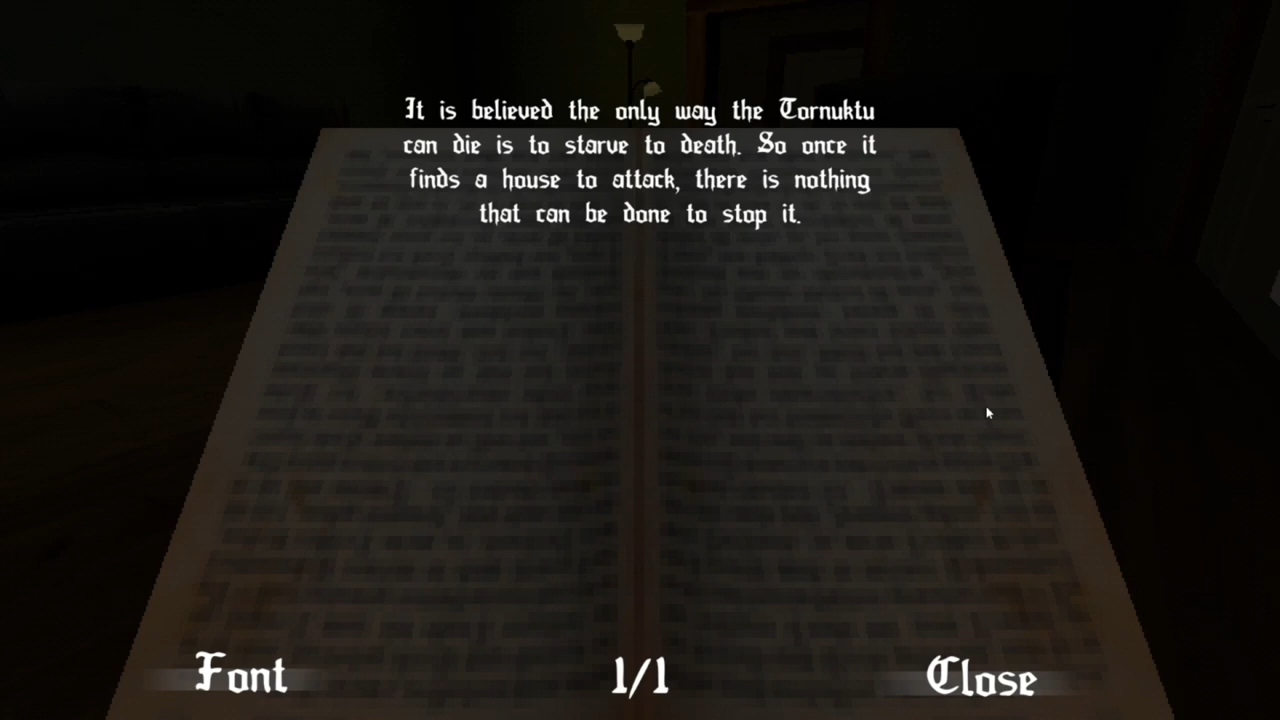 It is believed the only way the Tornuktu
can die is to starve to death. So once it
finds a house to attack, there is nothing
that can be done to stop it.
Font
1/1
Close